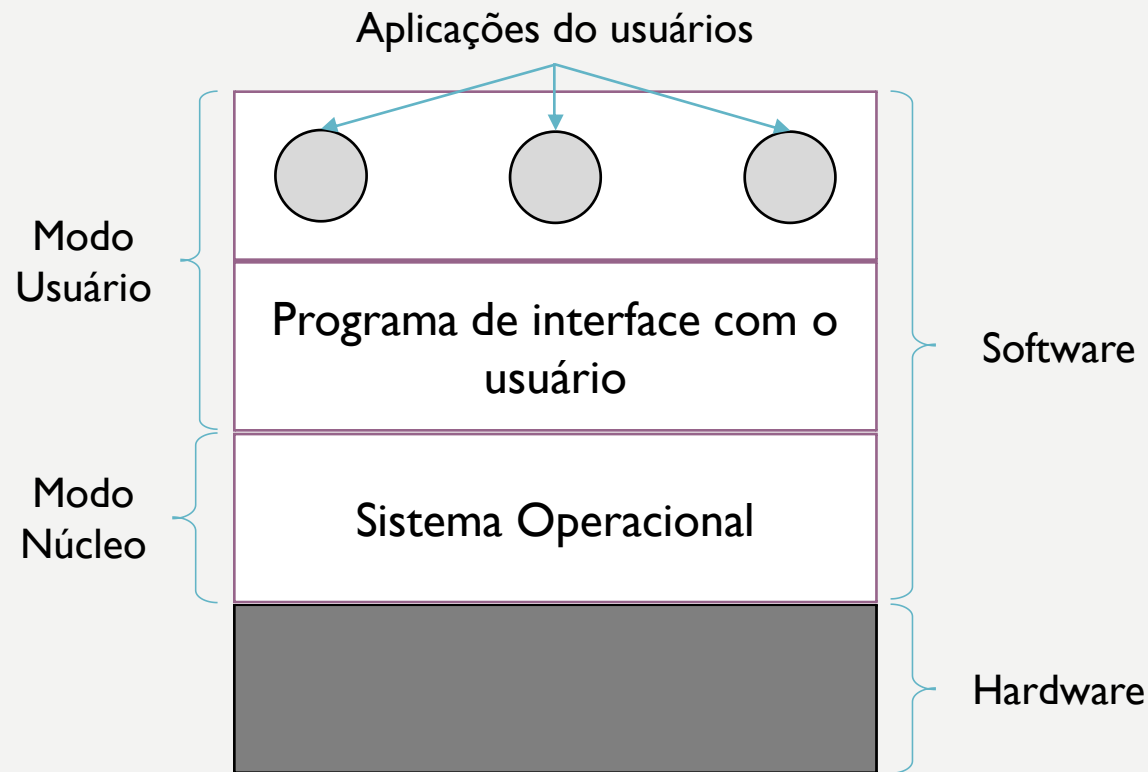 Aplicações do usuários
Modo
Usuário
Programa de interface com o
usuário
Software
Modo
Núcleo
Sistema Operacional
Hardware